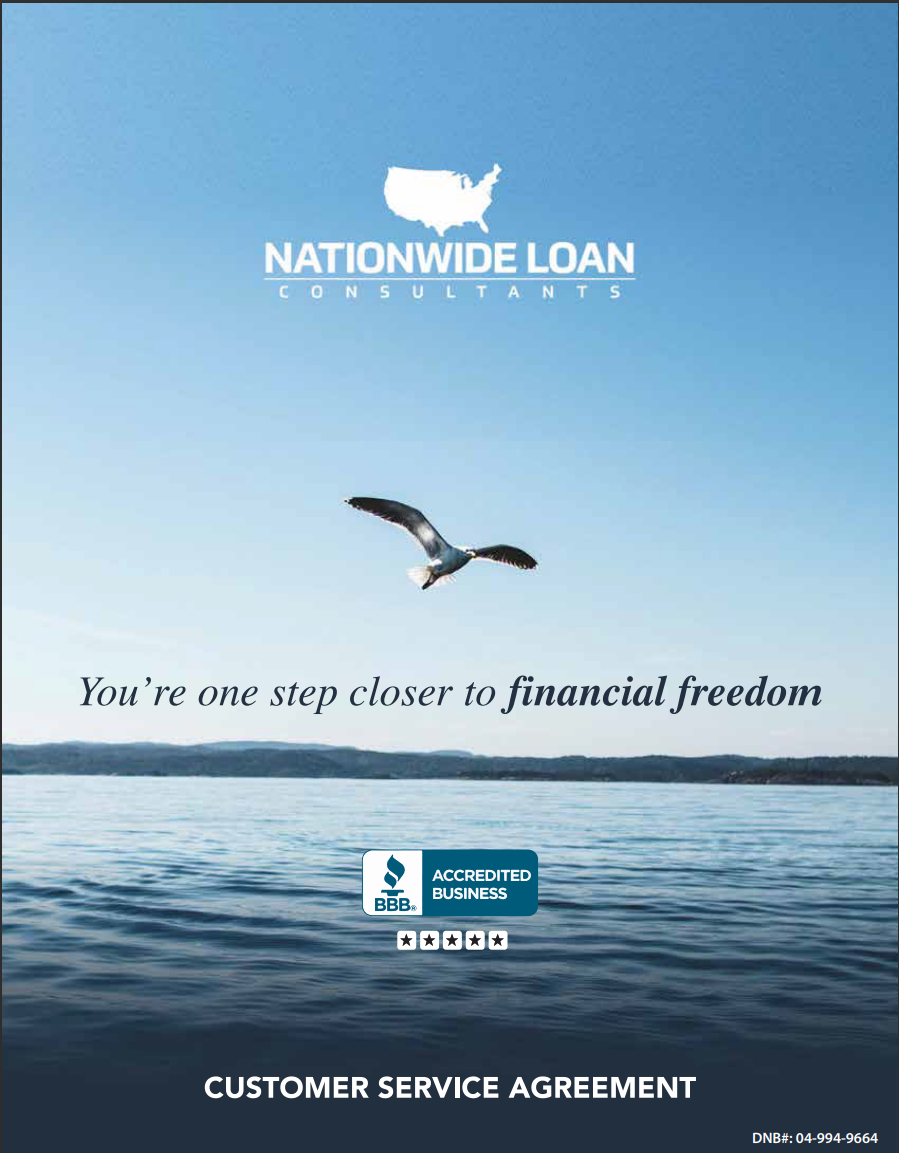 NATIONWIDE LOAN
CONSULTANTS
You're one step closer to financial freedom
BBB®
ACCREDITED
BUSINESS
CUSTOMER SERVICE AGREEMENT
DNB#: 04-994-9664